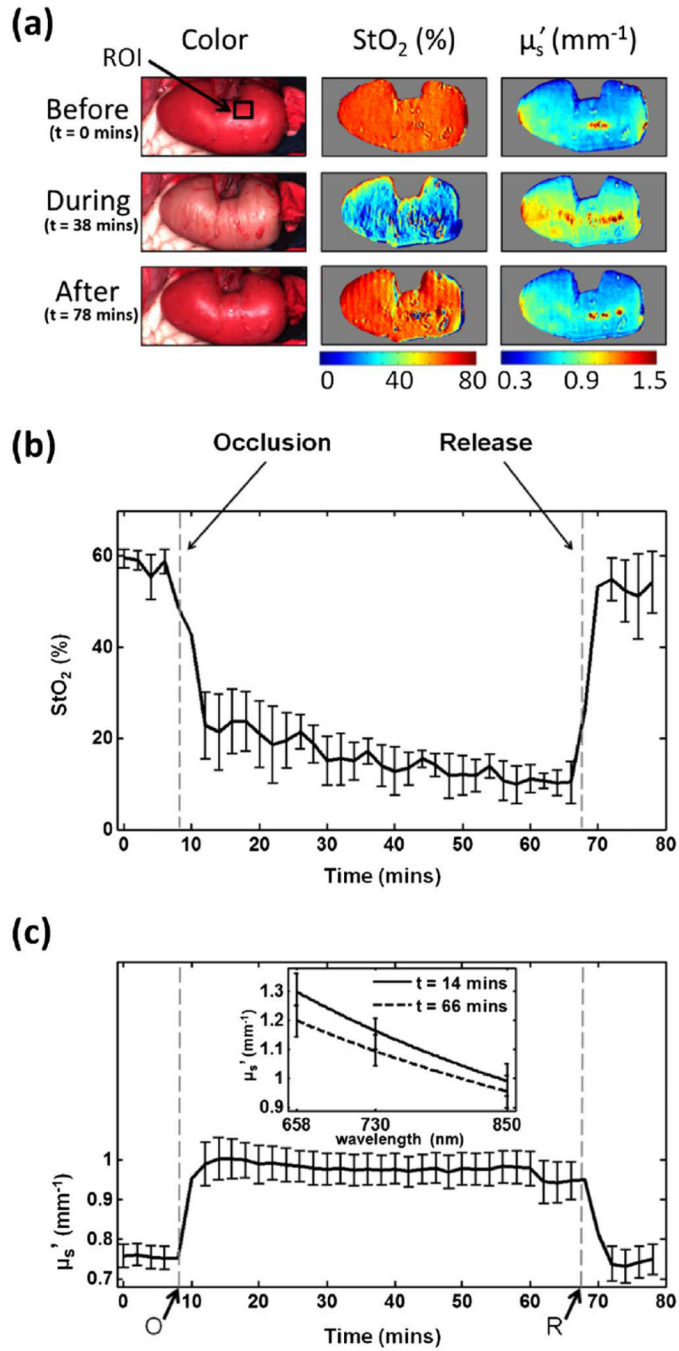 (a)
Color StO₂ (%) μₛ' (mm⁻¹)
ROI
Before
(t = 0 mins)
During
(t = 38 mins)
After
(t = 78 mins)
0 40 80 0.3 0.9 1.5
(b)
Occlusion Release
60
40
20
0
StO₂ (%)
0 10 20 30 40 50 60 70 80
Time (mins)
(c)
1.3
1.2
1.1
1
0.9
μₛ' (mm⁻¹)
t = 14 mins
t = 66 mins
658 730 850
wavelength (nm)
1
0.9
0.8
0.7
μₛ' (mm⁻¹)
0 10 20 30 40 50 60 70 80
O R
Time (mins)